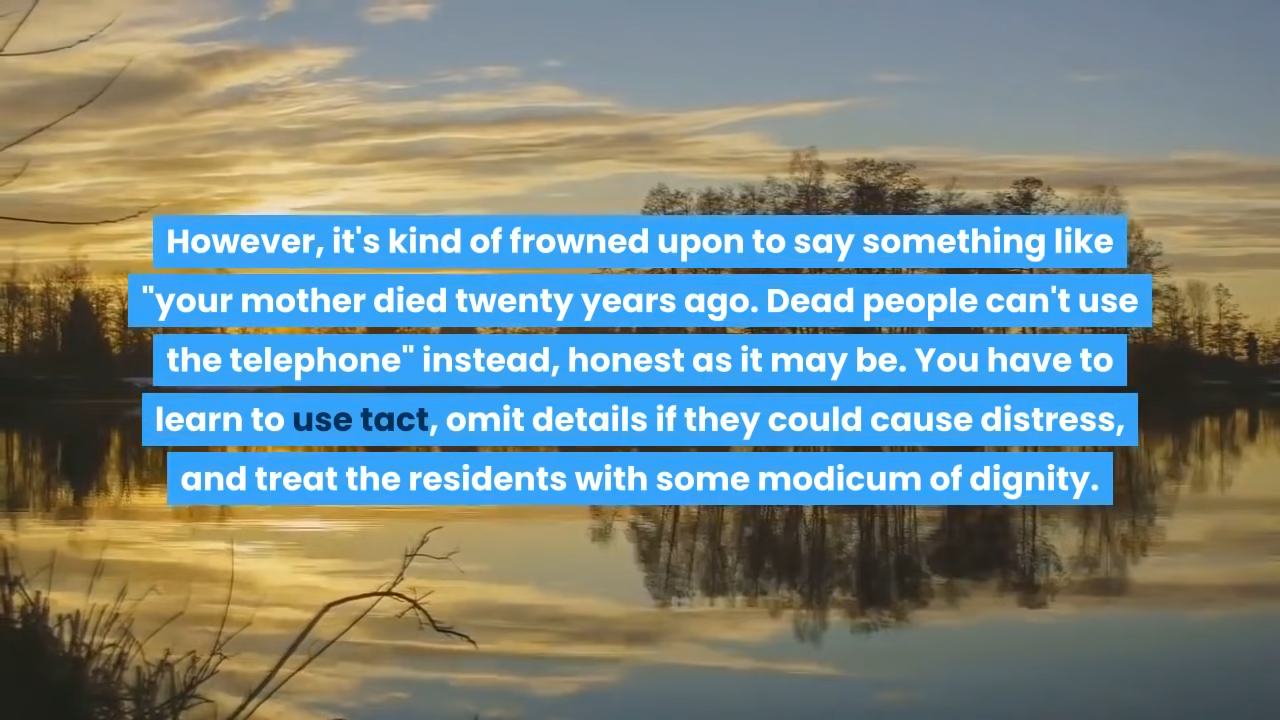 However, it's kind of frowned upon to say something like
"your mother died twenty years ago. Dead people can't use
the telephone" instead, honest as it may be. You have to
learn to use tact, omit details if they could cause distress,
and treat the residents with some modicum of dignity.